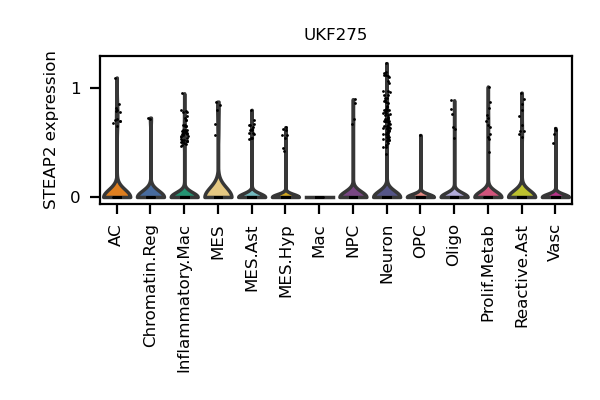 UKF275
STEAP2 expression
1
0
AC
Chromatin.Reg
Inflammatory.Mac
MES
MES.Ast
MES.Hyp
Mac
NPC
Neuron
OPC
Oligo
Prolif.Metab
Reactive.Ast
Vasc